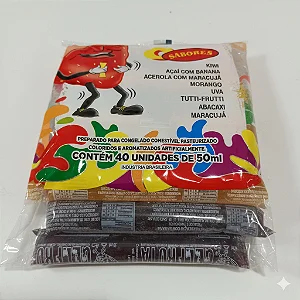 SABORES
KIWI
AÇAÍ COM BANANA
ACEROLA COM MARACUJÁ
MORANGO
UVA
TUTTI-FRUTTI
ABACAXI
MARACUJÁ
PREPARADO PARA CONGELADO COMESTÍVEL PASTEURIZADO
COLORIDOS E AROMATIZADOS ARTIFICIALMENTE
CONTÉM 40 UNIDADES DE 50ml
INDÚSTRIA BRASILEIRA